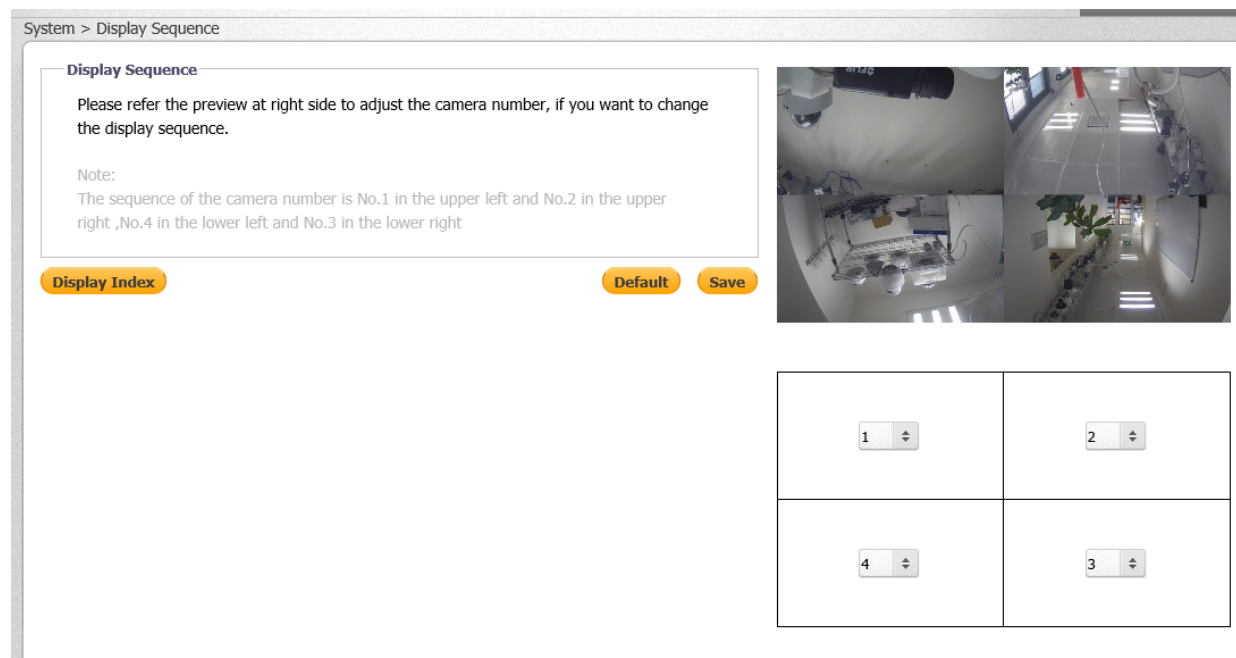 System > Display Sequence
Display Sequence
Please refer the preview at right side to adjust the camera number, if you want to change
the display sequence.
Note:
The sequence of the camera number is No.1 in the upper left and No.2 in the upper
right ,No.4 in the lower left and No.3 in the lower right
Display Index
Default
Save
FLIR
1
2
4
3